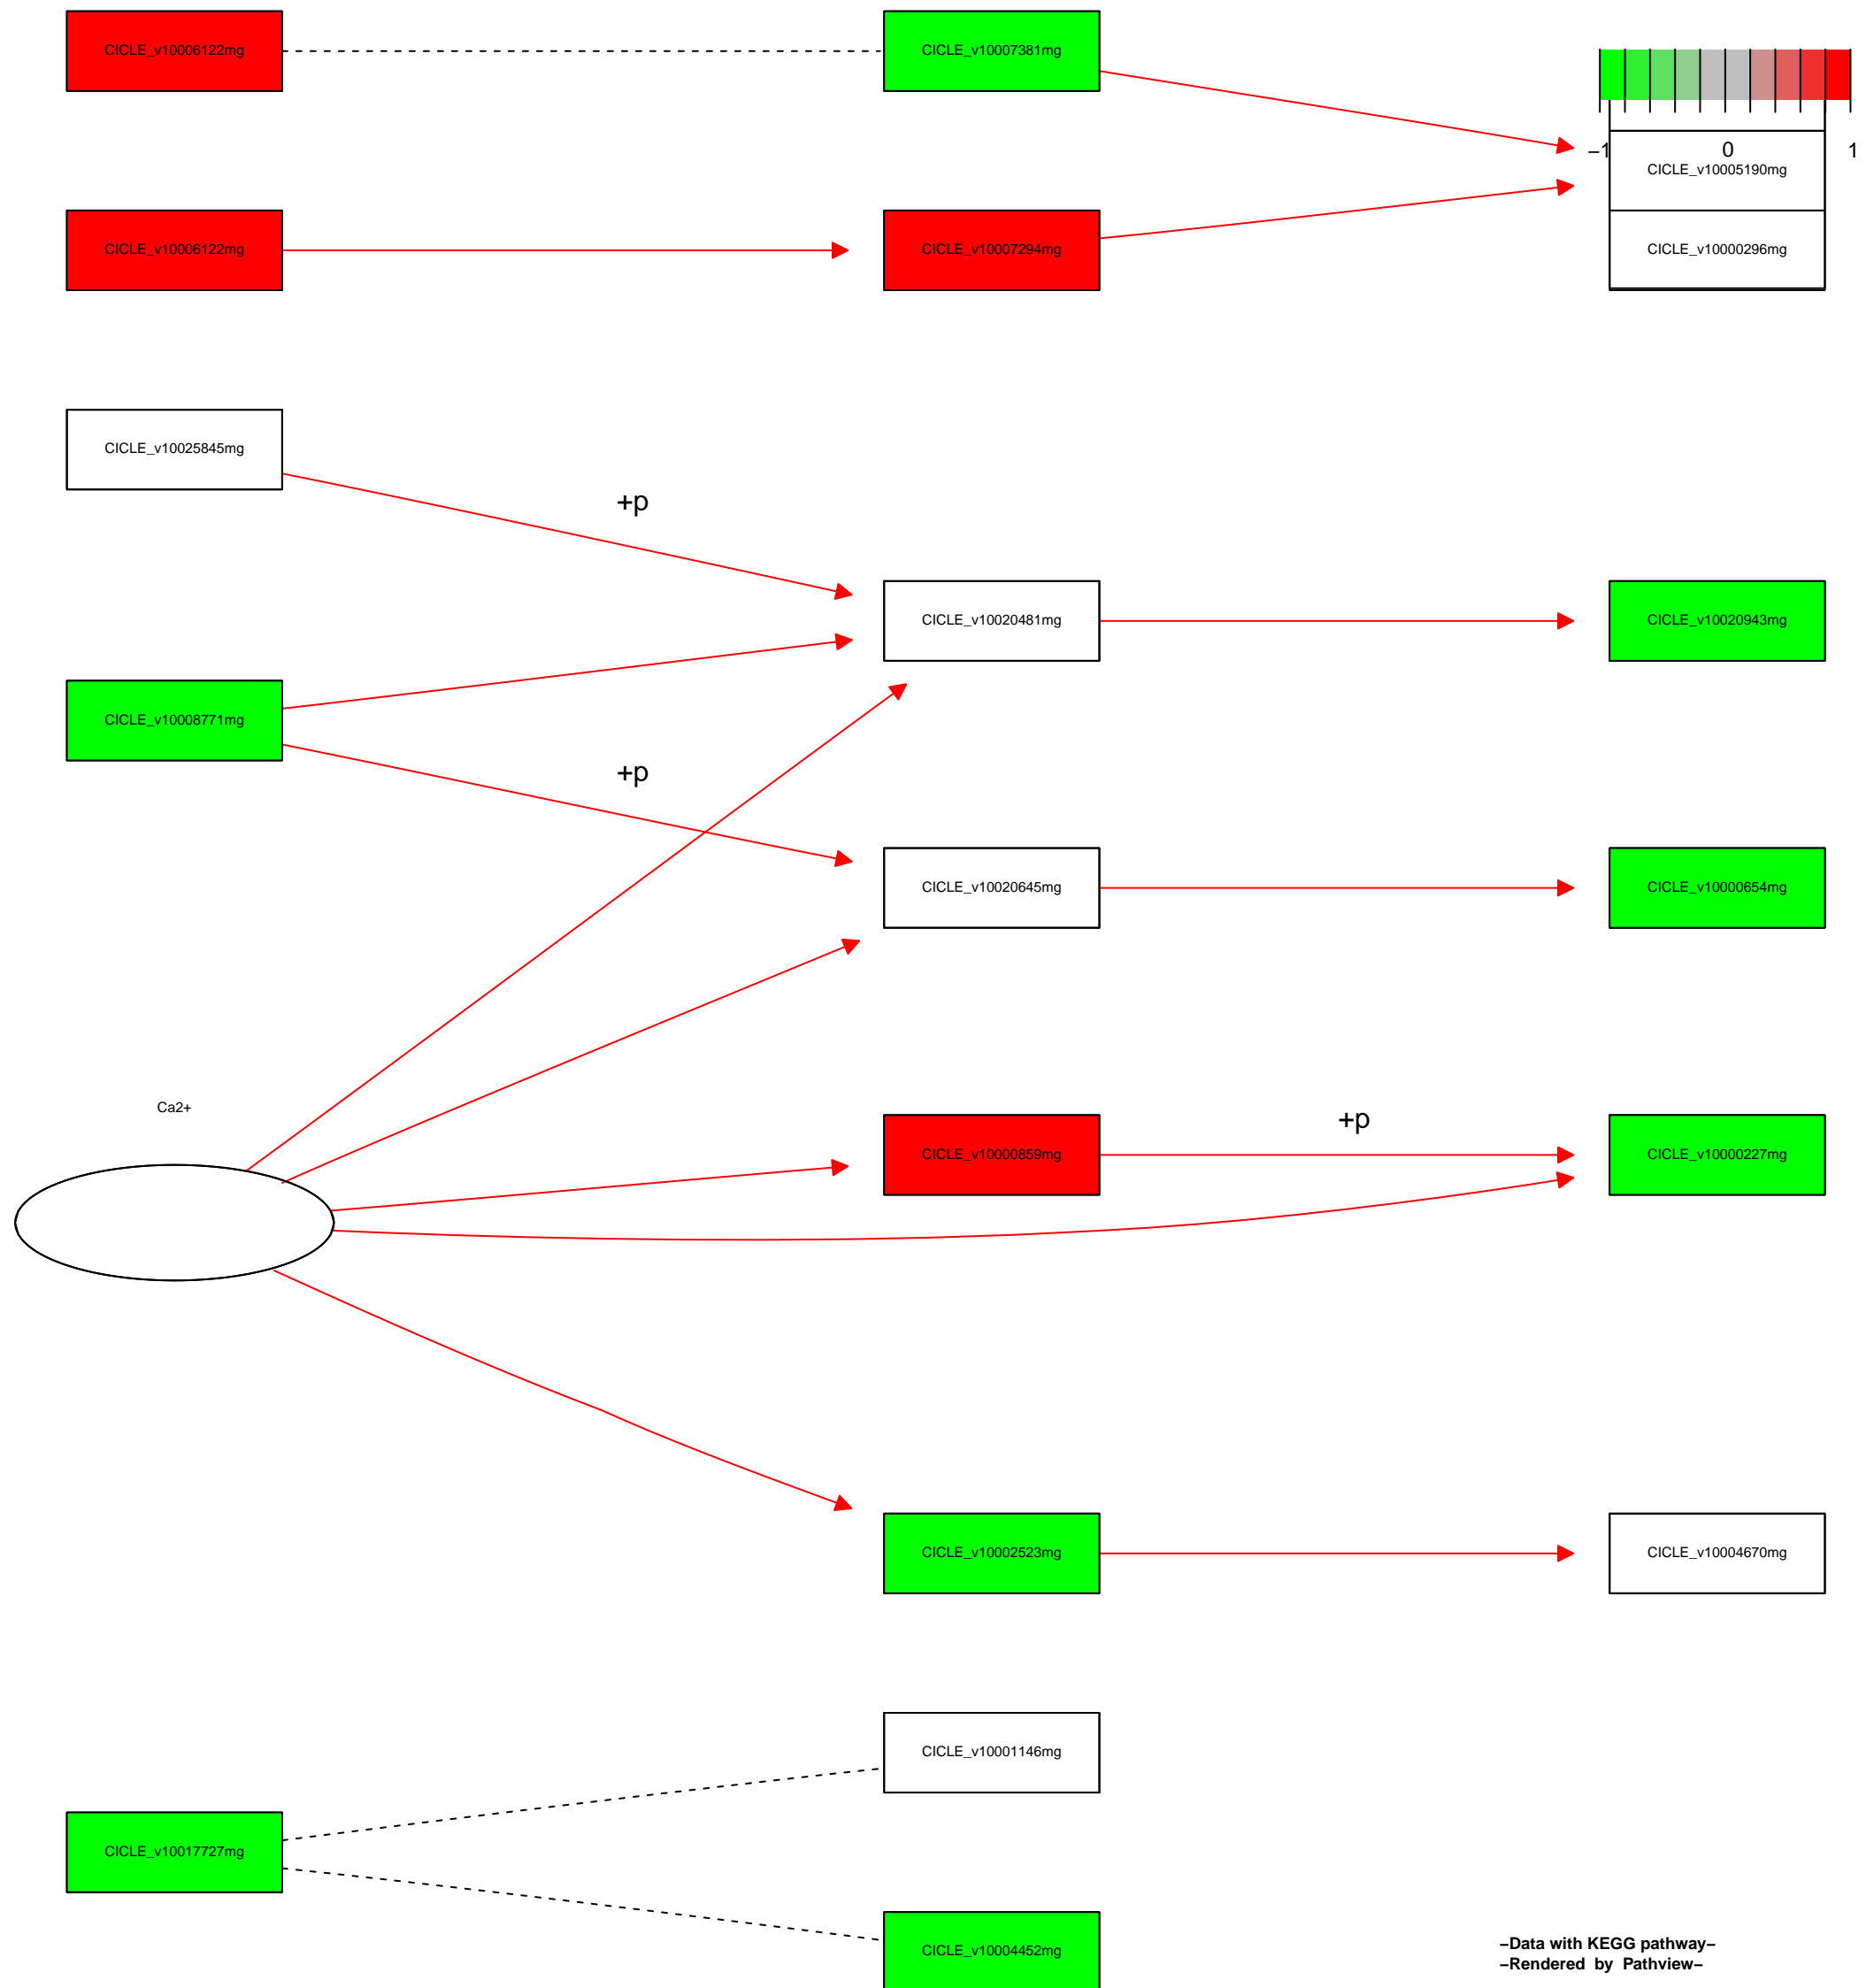 CICLE_v10006122mg
CICLE_v10007381mg
−1
0
1
CICLE_v10005190mg
CICLE_v10006122mg
CICLE_v10007294mg
CICLE_v10000296mg
CICLE_v10025845mg
+p
CICLE_v10020481mg
CICLE_v10020943mg
CICLE_v10008771mg
+p
CICLE_v10020645mg
CICLE_v10000654mg
Ca2+
+p
CICLE_v10000859mg
CICLE_v10000227mg
CICLE_v10002523mg
CICLE_v10004670mg
CICLE_v10001146mg
CICLE_v10017727mg
CICLE_v10004452mg
−Data with KEGG pathway−
−Rendered by Pathview−